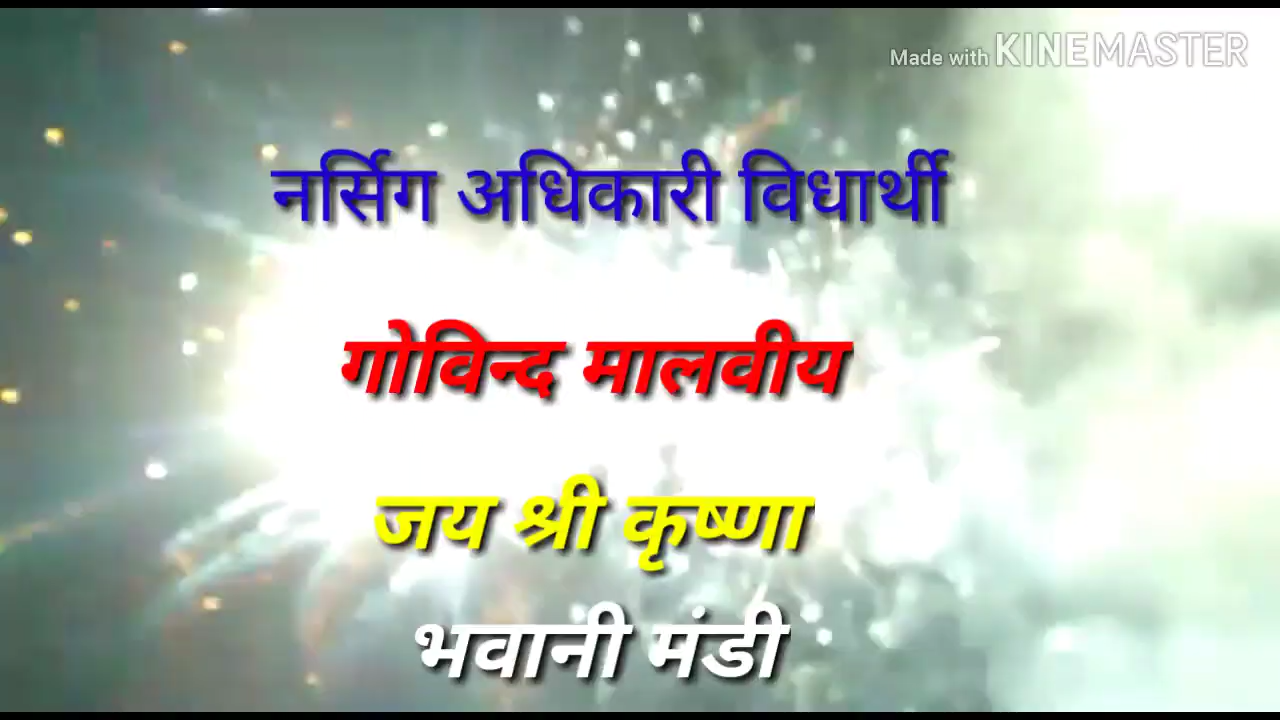 Made with KINEMASTER
नर्सिग अधिकारी विधार्थी
गोविन्द मालवीय
जय श्री कृष्णा
भवानी मंडी